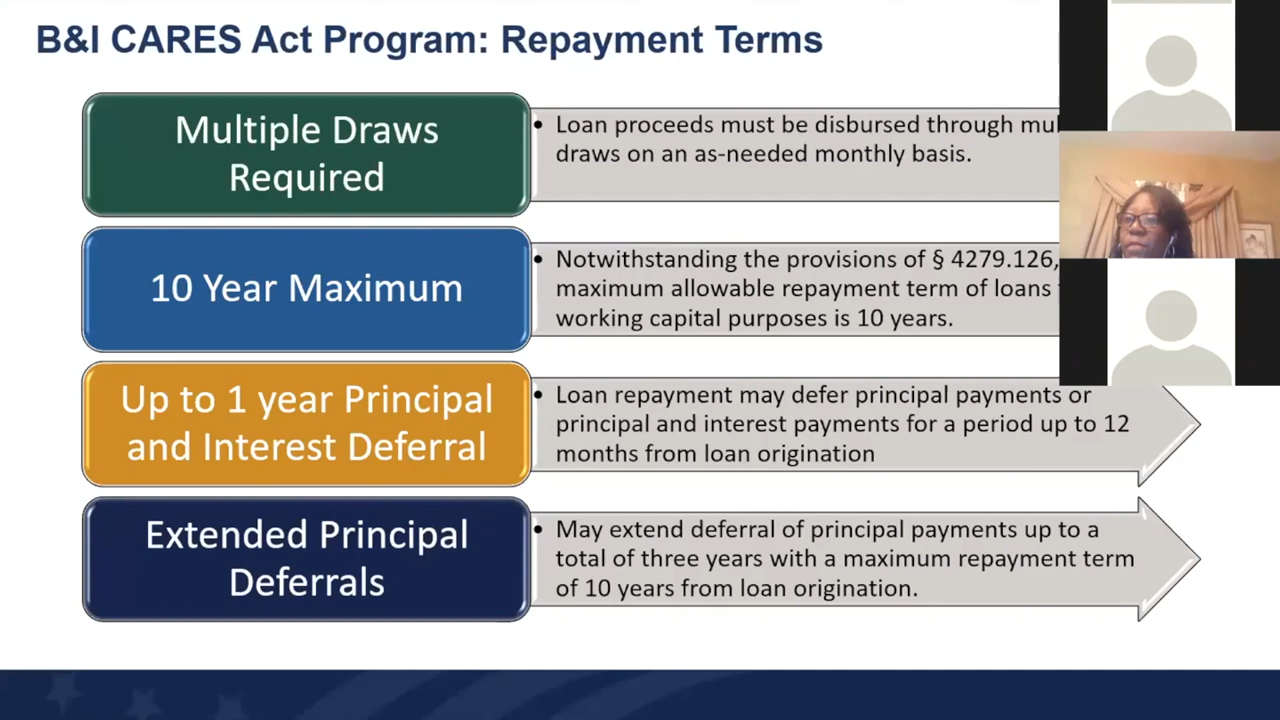 B&I CARES Act Program: Repayment Terms
Multiple Draws
Required
• Loan proceeds must be disbursed through
draws on an as-needed monthly basis.
10 Year Maximum
• Notwithstanding the provisions of § 4279.126,
maximum allowable repayment term of loans
working capital purposes is 10 years.
Up to 1 year Principal
and Interest Deferral
• Loan repayment may defer principal payments or
principal and interest payments for a period up to 12
months from loan origination
Extended Principal
Deferrals
• May extend deferral of principal payments up to a
total of three years with a maximum repayment term
of 10 years from loan origination.